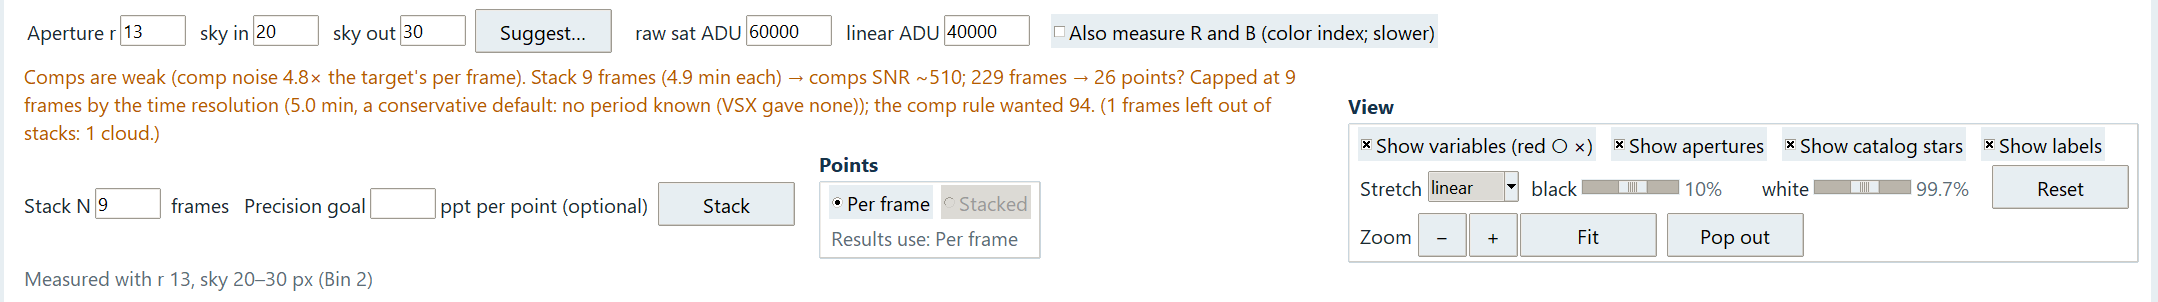 Aperture r 13 sky in 20 sky out 30 Suggest... raw sat ADU 60000 linear ADU 40000 Also measure R and B (color index; slower)
Comps are weak (comp noise 4.8× the target's per frame). Stack 9 frames (4.9 min each) → comps SNR ~510; 229 frames → 26 points? Capped at 9
frames by the time resolution (5.0 min, a conservative default: no period known (VSX gave none)); the comp rule wanted 94. (1 frames left out of
stacks: 1 cloud.)
Stack N 9 frames Precision goal ppt per point (optional) Stack
Points
Per frame Stacked
Results use: Per frame
View
Show variables (red ○ ×) Show apertures Show catalog stars Show labels
Stretch linear black 10% white 99.7% Reset
Zoom − + Fit Pop out
Measured with r 13, sky 20–30 px (Bin 2)